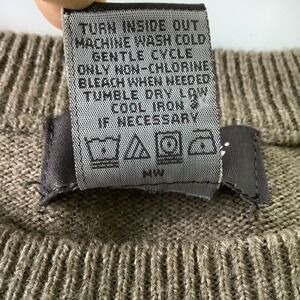 TURN INSIDE OUT
MACHINE WASH COLD
GENTLE CYCLE
ONLY NON-CHLORINE
BLEACH WHEN NEEDED
TUMBLE DRY LOW
COOL IRON
IF NECESSARY
MW